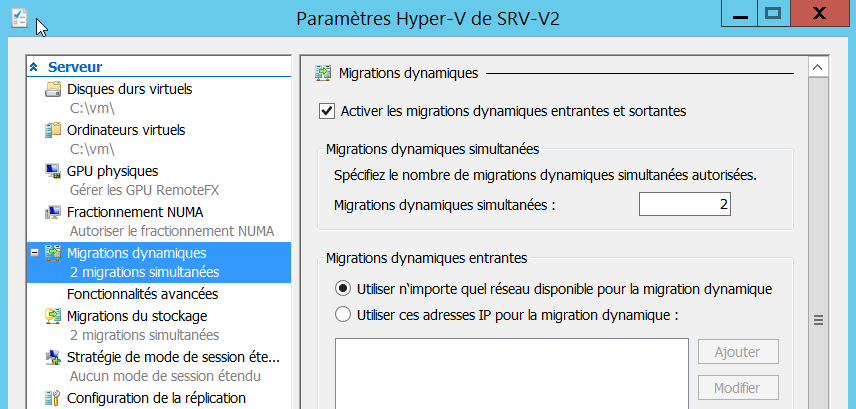 Paramètres Hyper-V de SRV-V2
Serveur
Disques durs virtuels
C:\vm\
Ordinateurs virtuels
C:\vm\
GPU physiques
Gérer les GPU RemoteFX
Fractionnement NUMA
Autoriser le fractionnement NUMA
Migrations dynamiques
2 migrations simultanées
Fonctionnalités avancées
Migrations du stockage
2 migrations simultanées
Stratégie de mode de session éte...
Aucun mode de session étendu
Configuration de la réplication
Migrations dynamiques
Activer les migrations dynamiques entrantes et sortantes
Migrations dynamiques simultanées
Spécifiez le nombre de migrations dynamiques simultanées autorisées.
Migrations dynamiques simultanées : 2
Migrations dynamiques entrantes
Utiliser n'importe quel réseau disponible pour la migration dynamique
Utiliser ces adresses IP pour la migration dynamique :
Ajouter
Modifier